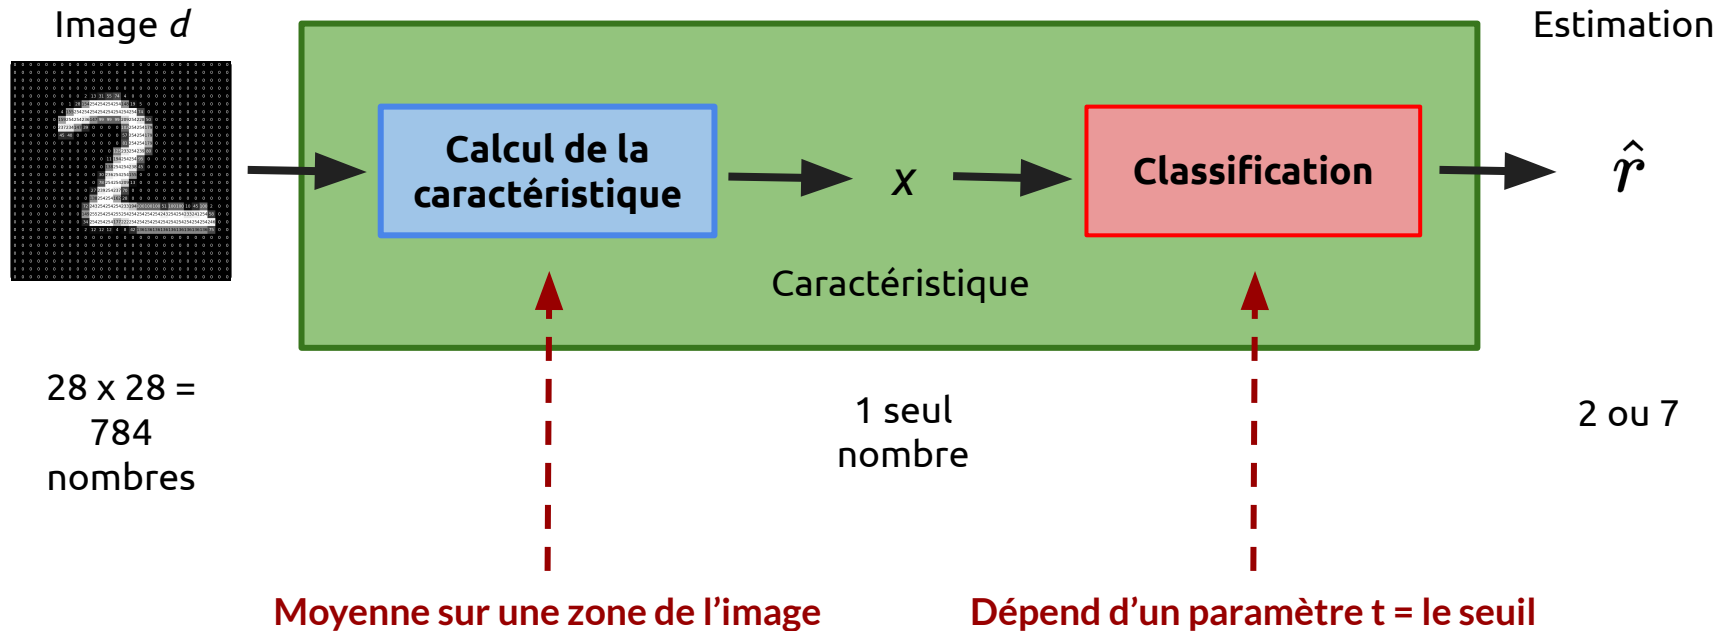 Image d
Estimation
Calcul de la
caractéristique
x
Classification
r̂
Caractéristique
28 x 28 =
784
nombres
1 seul
nombre
2 ou 7
Moyenne sur une zone de l’image
Dépend d’un paramètre t = le seuil